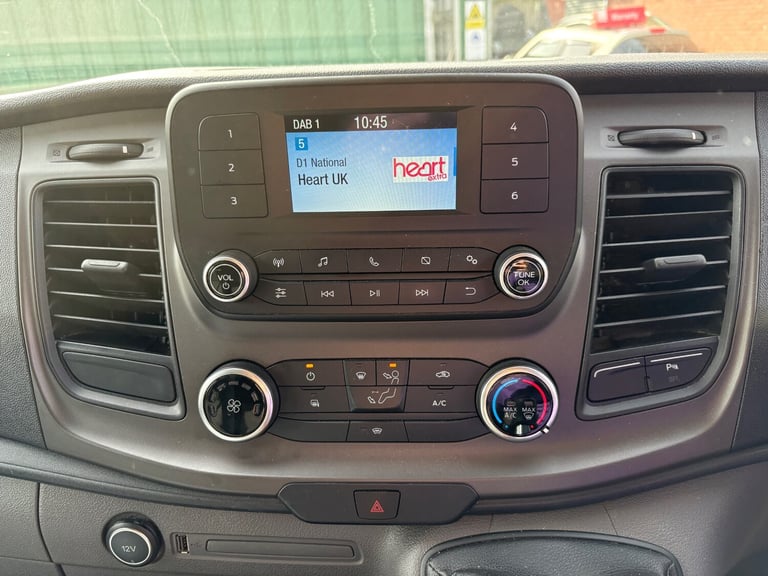 DAB 1 10:45
5
D1 National
Heart UK
heart
extra
1
2
3
4
5
6
VOL
TUNE
OK
A/C
MAX
A/C
MAX
12V